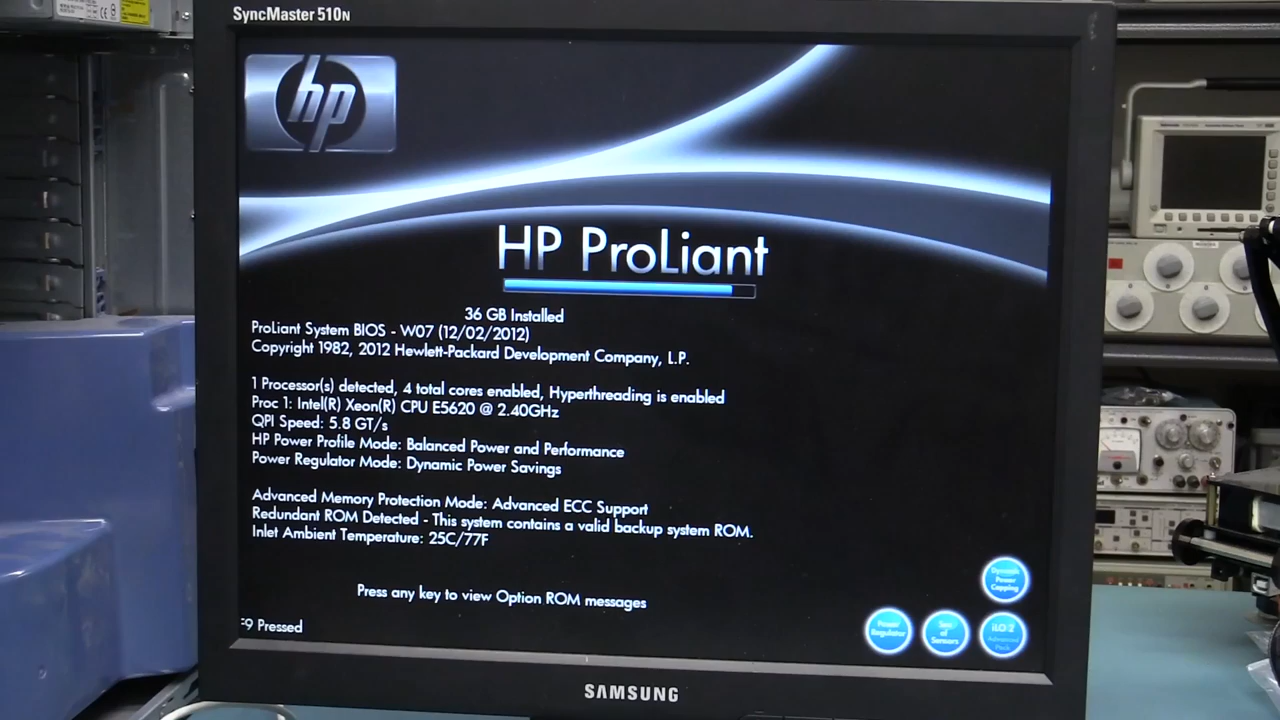 SyncMaster 510N
hp
HP ProLiant
36 GB Installed
ProLiant System BIOS - W07 (12/02/2012)
Copyright 1982, 2012 Hewlett-Packard Development Company, L.P.
1 Processor(s) detected, 4 total cores enabled, Hyperthreading is enabled
Proc 1: Intel(R) Xeon(R) CPU E5620 @ 2.40GHz
QPI Speed: 5.8 GT/s
HP Power Profile Mode: Balanced Power and Performance
Power Regulator Mode: Dynamic Power Savings
Advanced Memory Protection Mode: Advanced ECC Support
Redundant ROM Detected - This system contains a valid backup system ROM.
Inlet Ambient Temperature: 25C/77F
Dynamic
Power
Capping
Press any key to view Option ROM messages
F9 Pressed
Power
Regulator
Sea
of
Sensors
iLO 2
Advanced
Pack
SAMSUNG